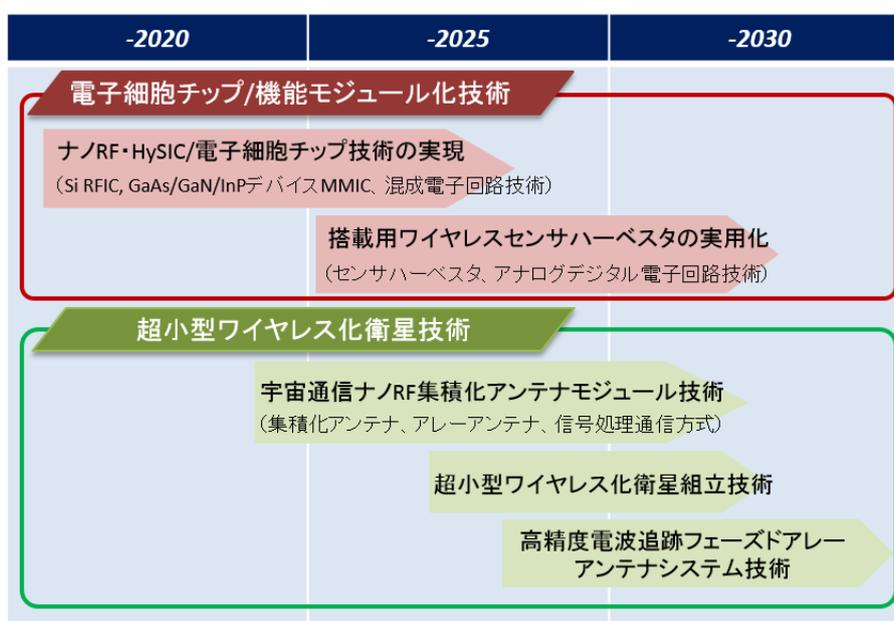 -2020
-2025
-2030
電子細胞チップ/機能モジュール化技術
ナノRF・HySIC/電子細胞チップ技術の実現
（Si RFIC, GaAs/GaN/InPデバイスMMIC、混成電子回路技術）
搭載用ワイヤレスセンサハーベスタの実用化
（センサハーベスタ、アナログデジタル電子回路技術）
超小型ワイヤレス化衛星技術
宇宙通信ナノRF集積化アンテナモジュール技術
（集積化アンテナ、アレーアンテナ、信号処理通信方式）
超小型ワイヤレス化衛星組立技術
高精度電波追跡フェーズドアレー
アンテナシステム技術